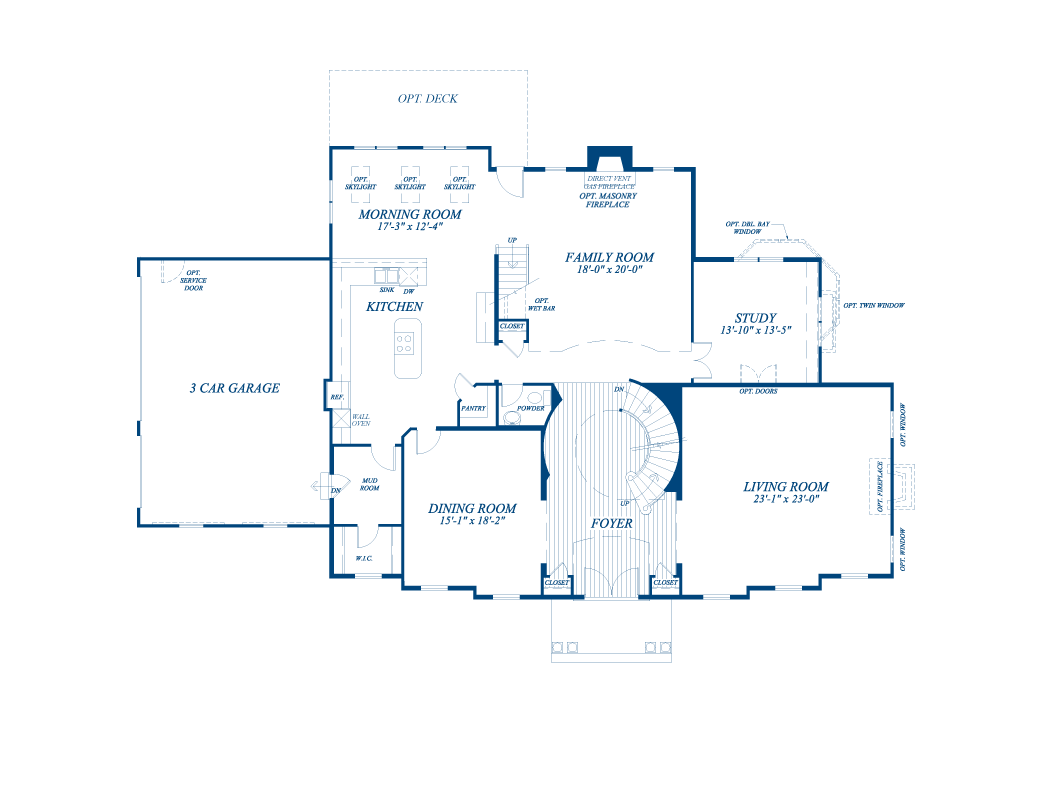 OPT. DECK
DIRECT VENT
GAS FIREPLACE
OPT. MASONRY
FIREPLACE
OPT.
SKYLIGHT
OPT.
SKYLIGHT
OPT.
SKYLIGHT
MORNING ROOM
17'-3" x 12'-4"
OPT. DBL. BAY
WINDOW
UP
FAMILY ROOM
18'-0" x 20'-0"
OPT.
SERVICE
DOOR
SINK
DW
KITCHEN
OPT.
WET BAR
OPT. TWIN WINDOW
CLOSET
STUDY
13'-10" x 13'-5"
3 CAR GARAGE
REF.
DN
OPT. DOORS
PANTRY
POWDER
WALL
OVEN
OPT. WINDOW
MUD
ROOM
DN
UP
LIVING ROOM
23'-1" x 23'-0"
OPT. FIREPLACE
DINING ROOM
15'-1" x 18'-2"
FOYER
W.I.C.
OPT. WINDOW
CLOSET
CLOSET